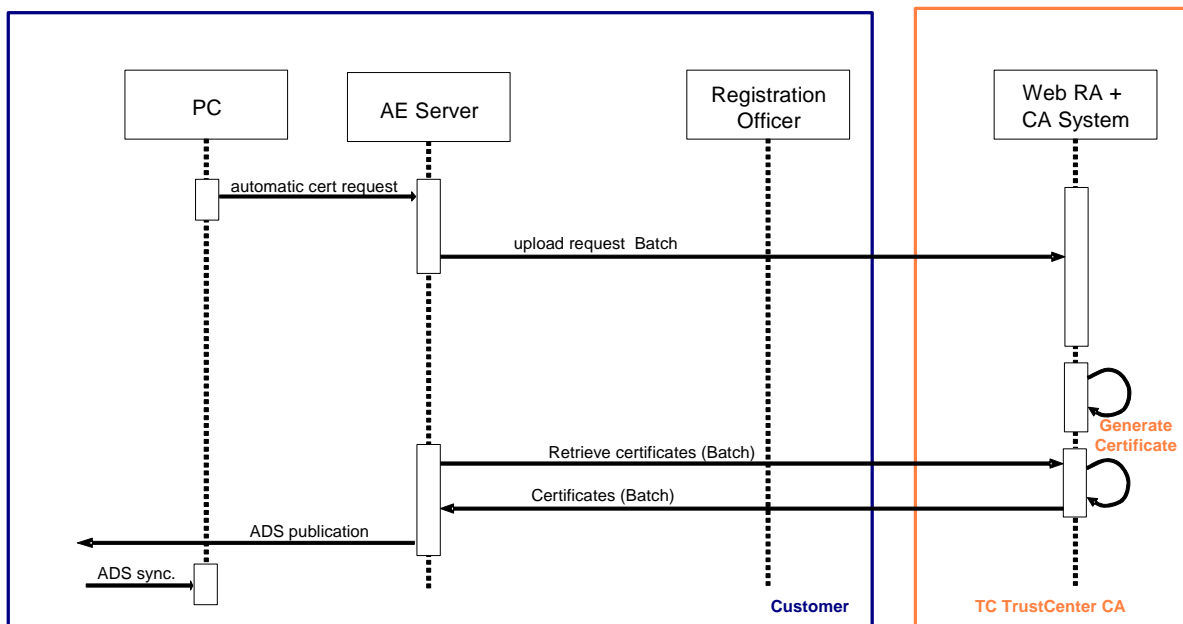 PC
AE Server
Registration
Officer
Web RA +
CA System
automatic cert request
upload request Batch
Generate
Certificate
Retrieve certificates (Batch)
Certificates (Batch)
ADS publication
ADS sync.
Customer
TC TrustCenter CA